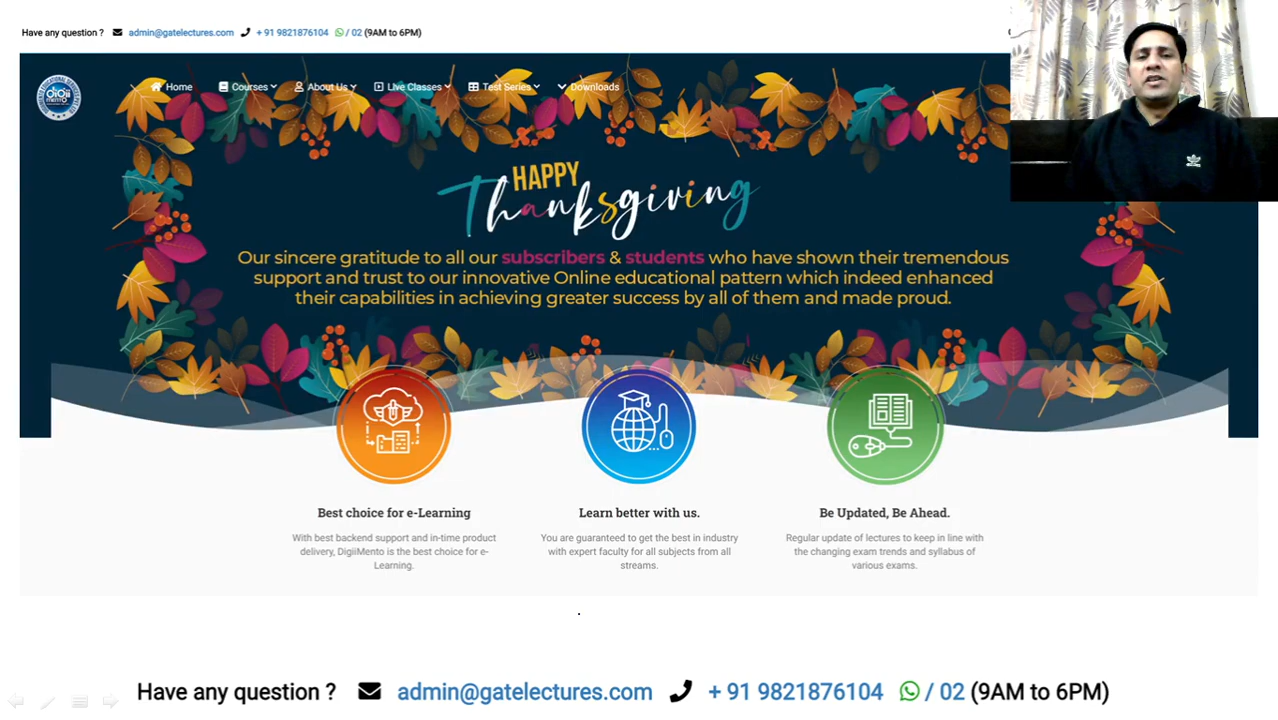 Have any question ? admin@gatelectures.com + 91 9821876104 / 02 (9AM to 6PM)
DiGii
mento
Home Courses About Us Live Classes Test Series Downloads
HAPPY
Thanksgiving
Our sincere gratitude to all our subscribers & students who have shown their tremendous
support and trust to our innovative Online educational pattern which indeed enhanced
their capabilities in achieving greater success by all of them and made proud.
Best choice for e-Learning
With best backend support and in-time product
delivery, DigiiMento is the best choice for e-
Learning.
Learn better with us.
You are guaranteed to get the best in industry
with expert faculty for all subjects from all
streams.
Be Updated, Be Ahead.
Regular update of lectures to keep in line with
the changing exam trends and syllabus of
various exams.
Have any question ? admin@gatelectures.com + 91 9821876104 / 02 (9AM to 6PM)